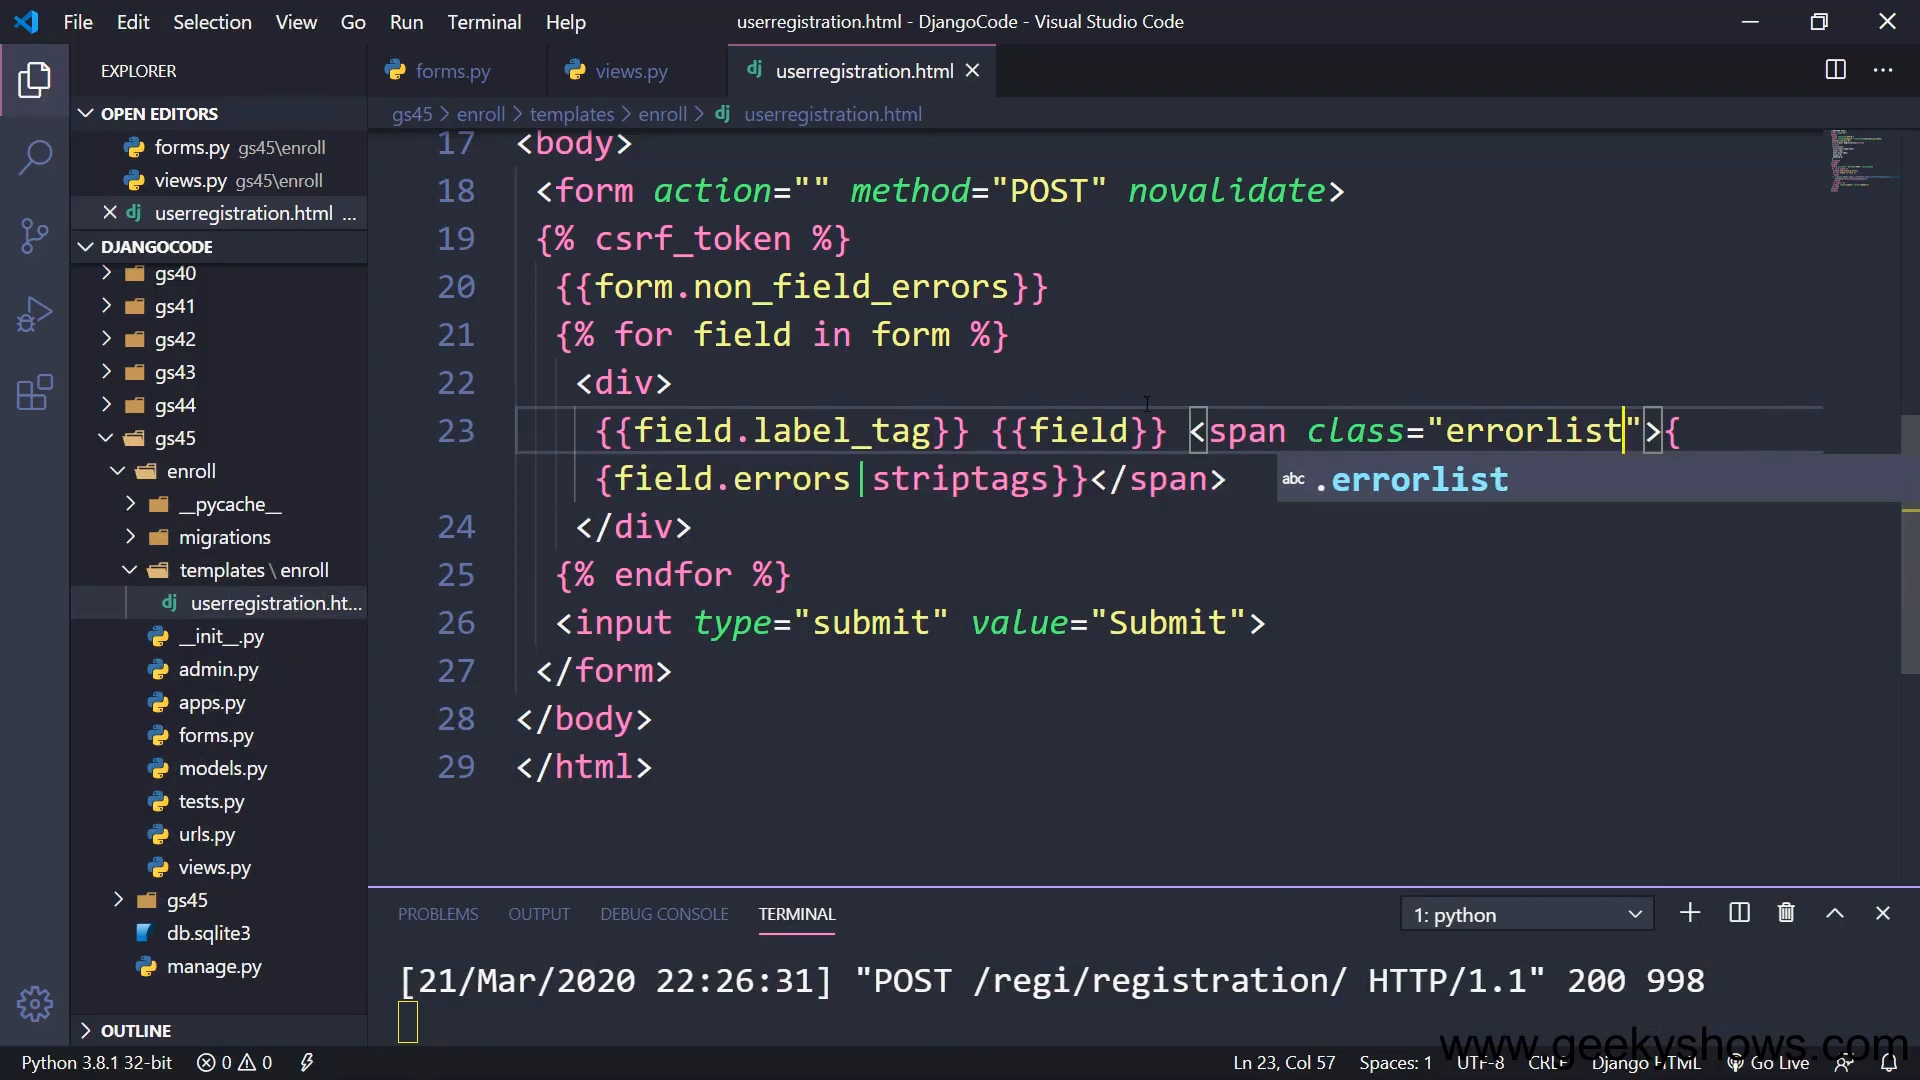 File Edit Selection View Go Run Terminal Help
userregistration.html - DjangoCode - Visual Studio Code
EXPLORER
OPEN EDITORS
forms.py gs45\enroll
views.py gs45\enroll
userregistration.html ...
DJANGOCODE
gs40
gs41
gs42
gs43
gs44
gs45
enroll
__pycache__
migrations
templates\enroll
userregistration.ht...
__init__.py
admin.py
apps.py
forms.py
models.py
tests.py
urls.py
views.py
gs45
db.sqlite3
manage.py
OUTLINE
forms.py views.py userregistration.html
gs45 > enroll > templates > enroll > userregistration.html
17 <body>
18 <form action="" method="POST" novalidate>
19 {% csrf_token %}
20 {{form.non_field_errors}}
21 {% for field in form %}
22 <div>
23 {{field.label_tag}} {{field}} <span class="errorlist">{
{field.errors|striptags}}</span>
abc .errorlist
24 </div>
25 {% endfor %}
26 <input type="submit" value="Submit">
27 </form>
28 </body>
29 </html>
PROBLEMS OUTPUT DEBUG CONSOLE TERMINAL 1: python
[21/Mar/2020 22:26:31] "POST /regi/registration/ HTTP/1.1" 200 998
www.geekyshows.com
Python 3.8.1 32-bit 0 0 Ln 23, Col 57 Spaces: 1 UTF-8 CRLF Django HTML Go Live